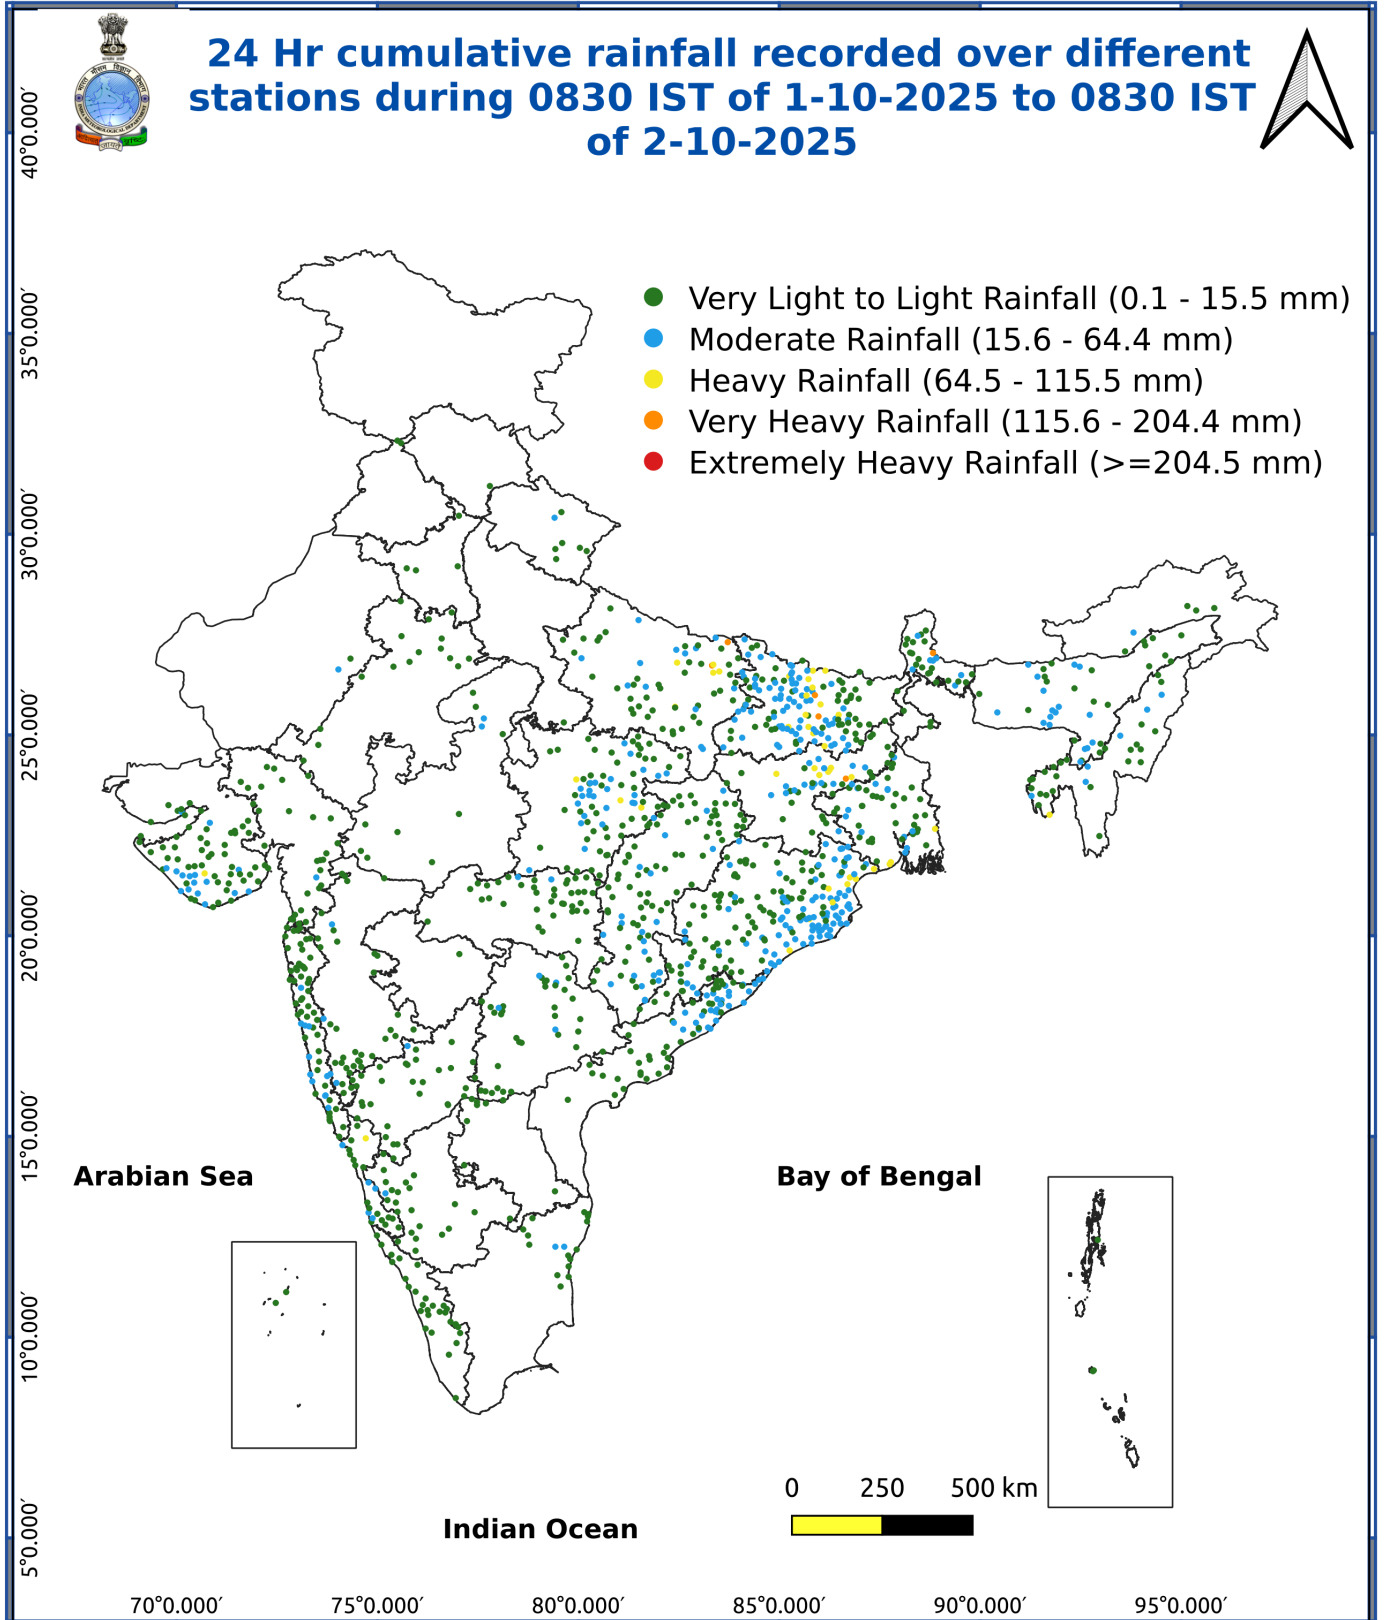 24 Hr cumulative rainfall recorded over different
stations during 0830 IST of 1-10-2025 to 0830 IST
of 2-10-2025
Very Light to Light Rainfall (0.1 - 15.5 mm)
Moderate Rainfall (15.6 - 64.4 mm)
Heavy Rainfall (64.5 - 115.5 mm)
Very Heavy Rainfall (115.6 - 204.4 mm)
Extremely Heavy Rainfall (>=204.5 mm)
40°0.000′
35°0.000′
30°0.000′
25°0.000′
20°0.000′
15°0.000′
10°0.000′
5°0.000′
Arabian Sea
Bay of Bengal
Indian Ocean
0 250 500 km
70°0.000′ 75°0.000′ 80°0.000′ 85°0.000′ 90°0.000′ 95°0.000′